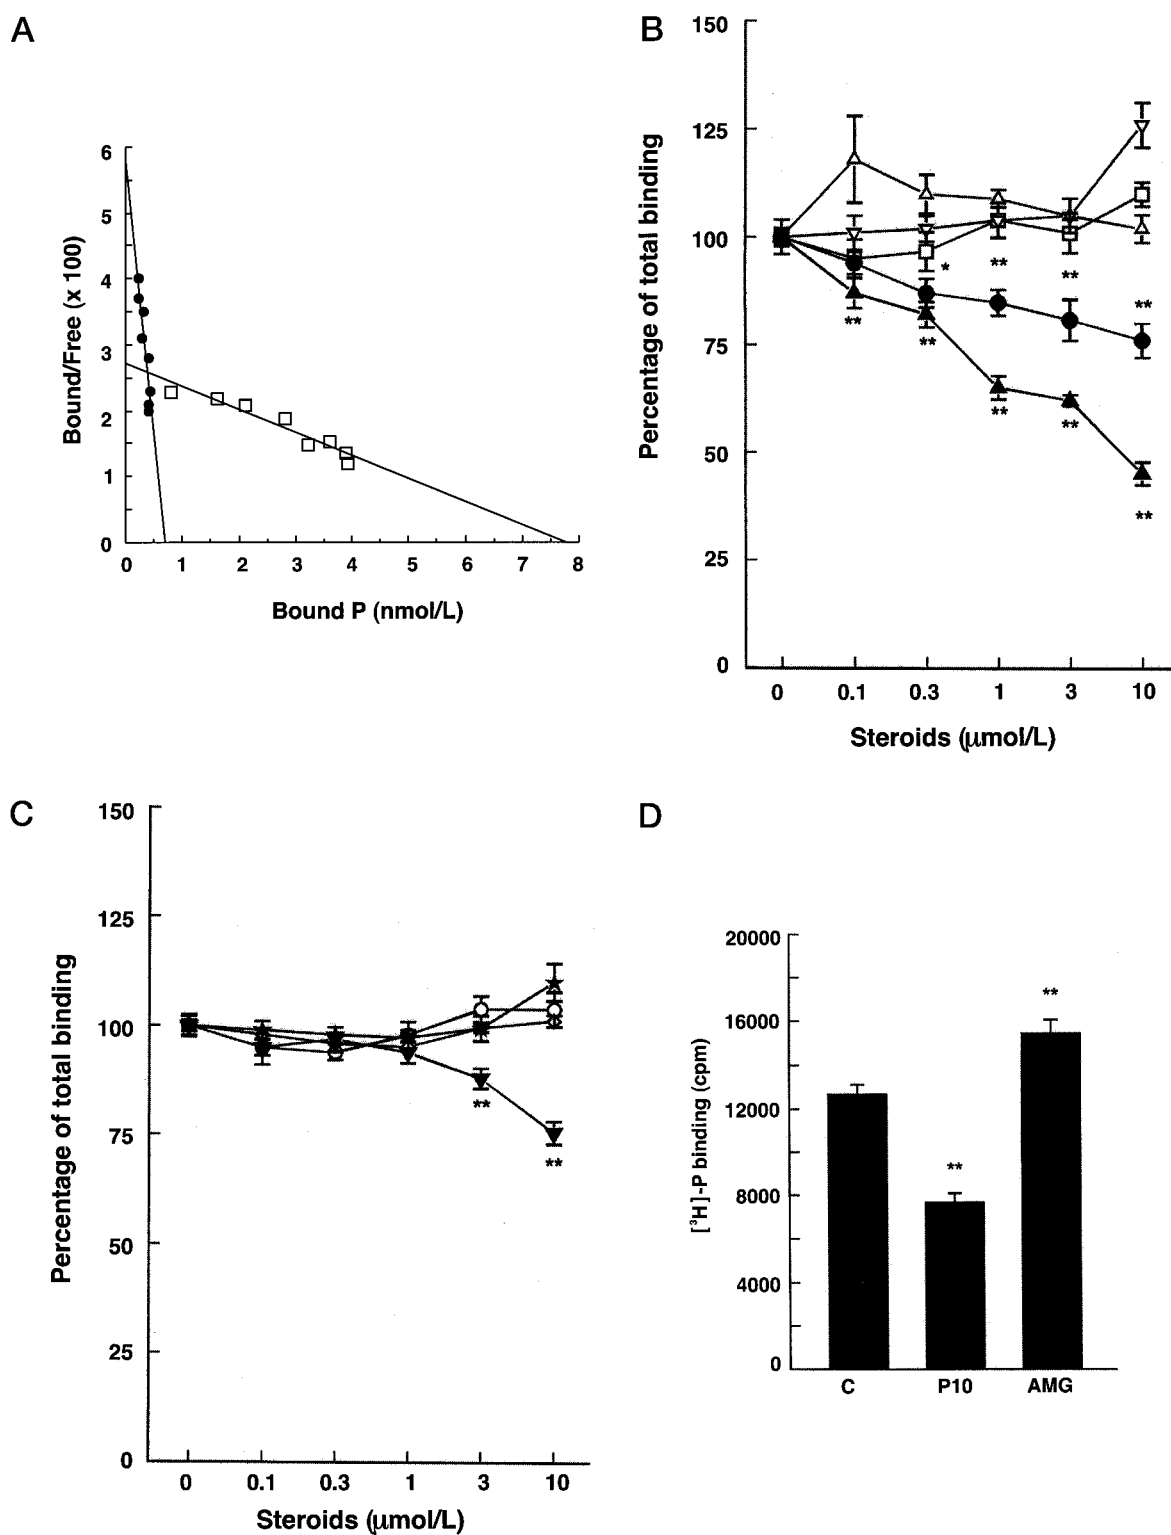 A
6
5
4
3
2
1
0
Bound/Free (x 100)
0 1 2 3 4 5 6 7 8
Bound P (nmol/L)
B
150
125
100
75
50
25
0
Percentage of total binding
*
**
**
**
**
**
**
**
**
0 0.1 0.3 1 3 10
Steroids (μmol/L)
C
150
125
100
75
50
25
0
Percentage of total binding
**
**
0 0.1 0.3 1 3 10
Steroids (μmol/L)
D
20000
16000
12000
8000
4000
0
[³H]-P binding (cpm)
**
**
C P10 AMG